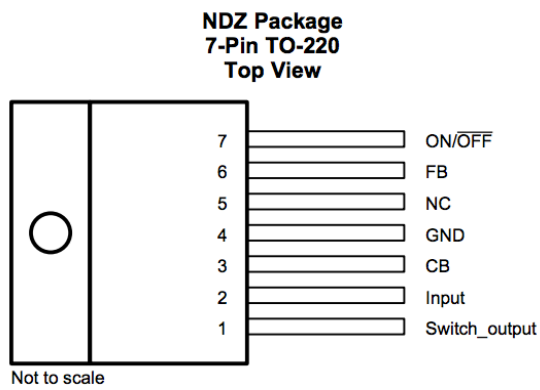 NDZ Package
7-Pin TO-220
Top View
7 ON/OFF
6 FB
5 NC
4 GND
3 CB
2 Input
1 Switch_output
Not to scale